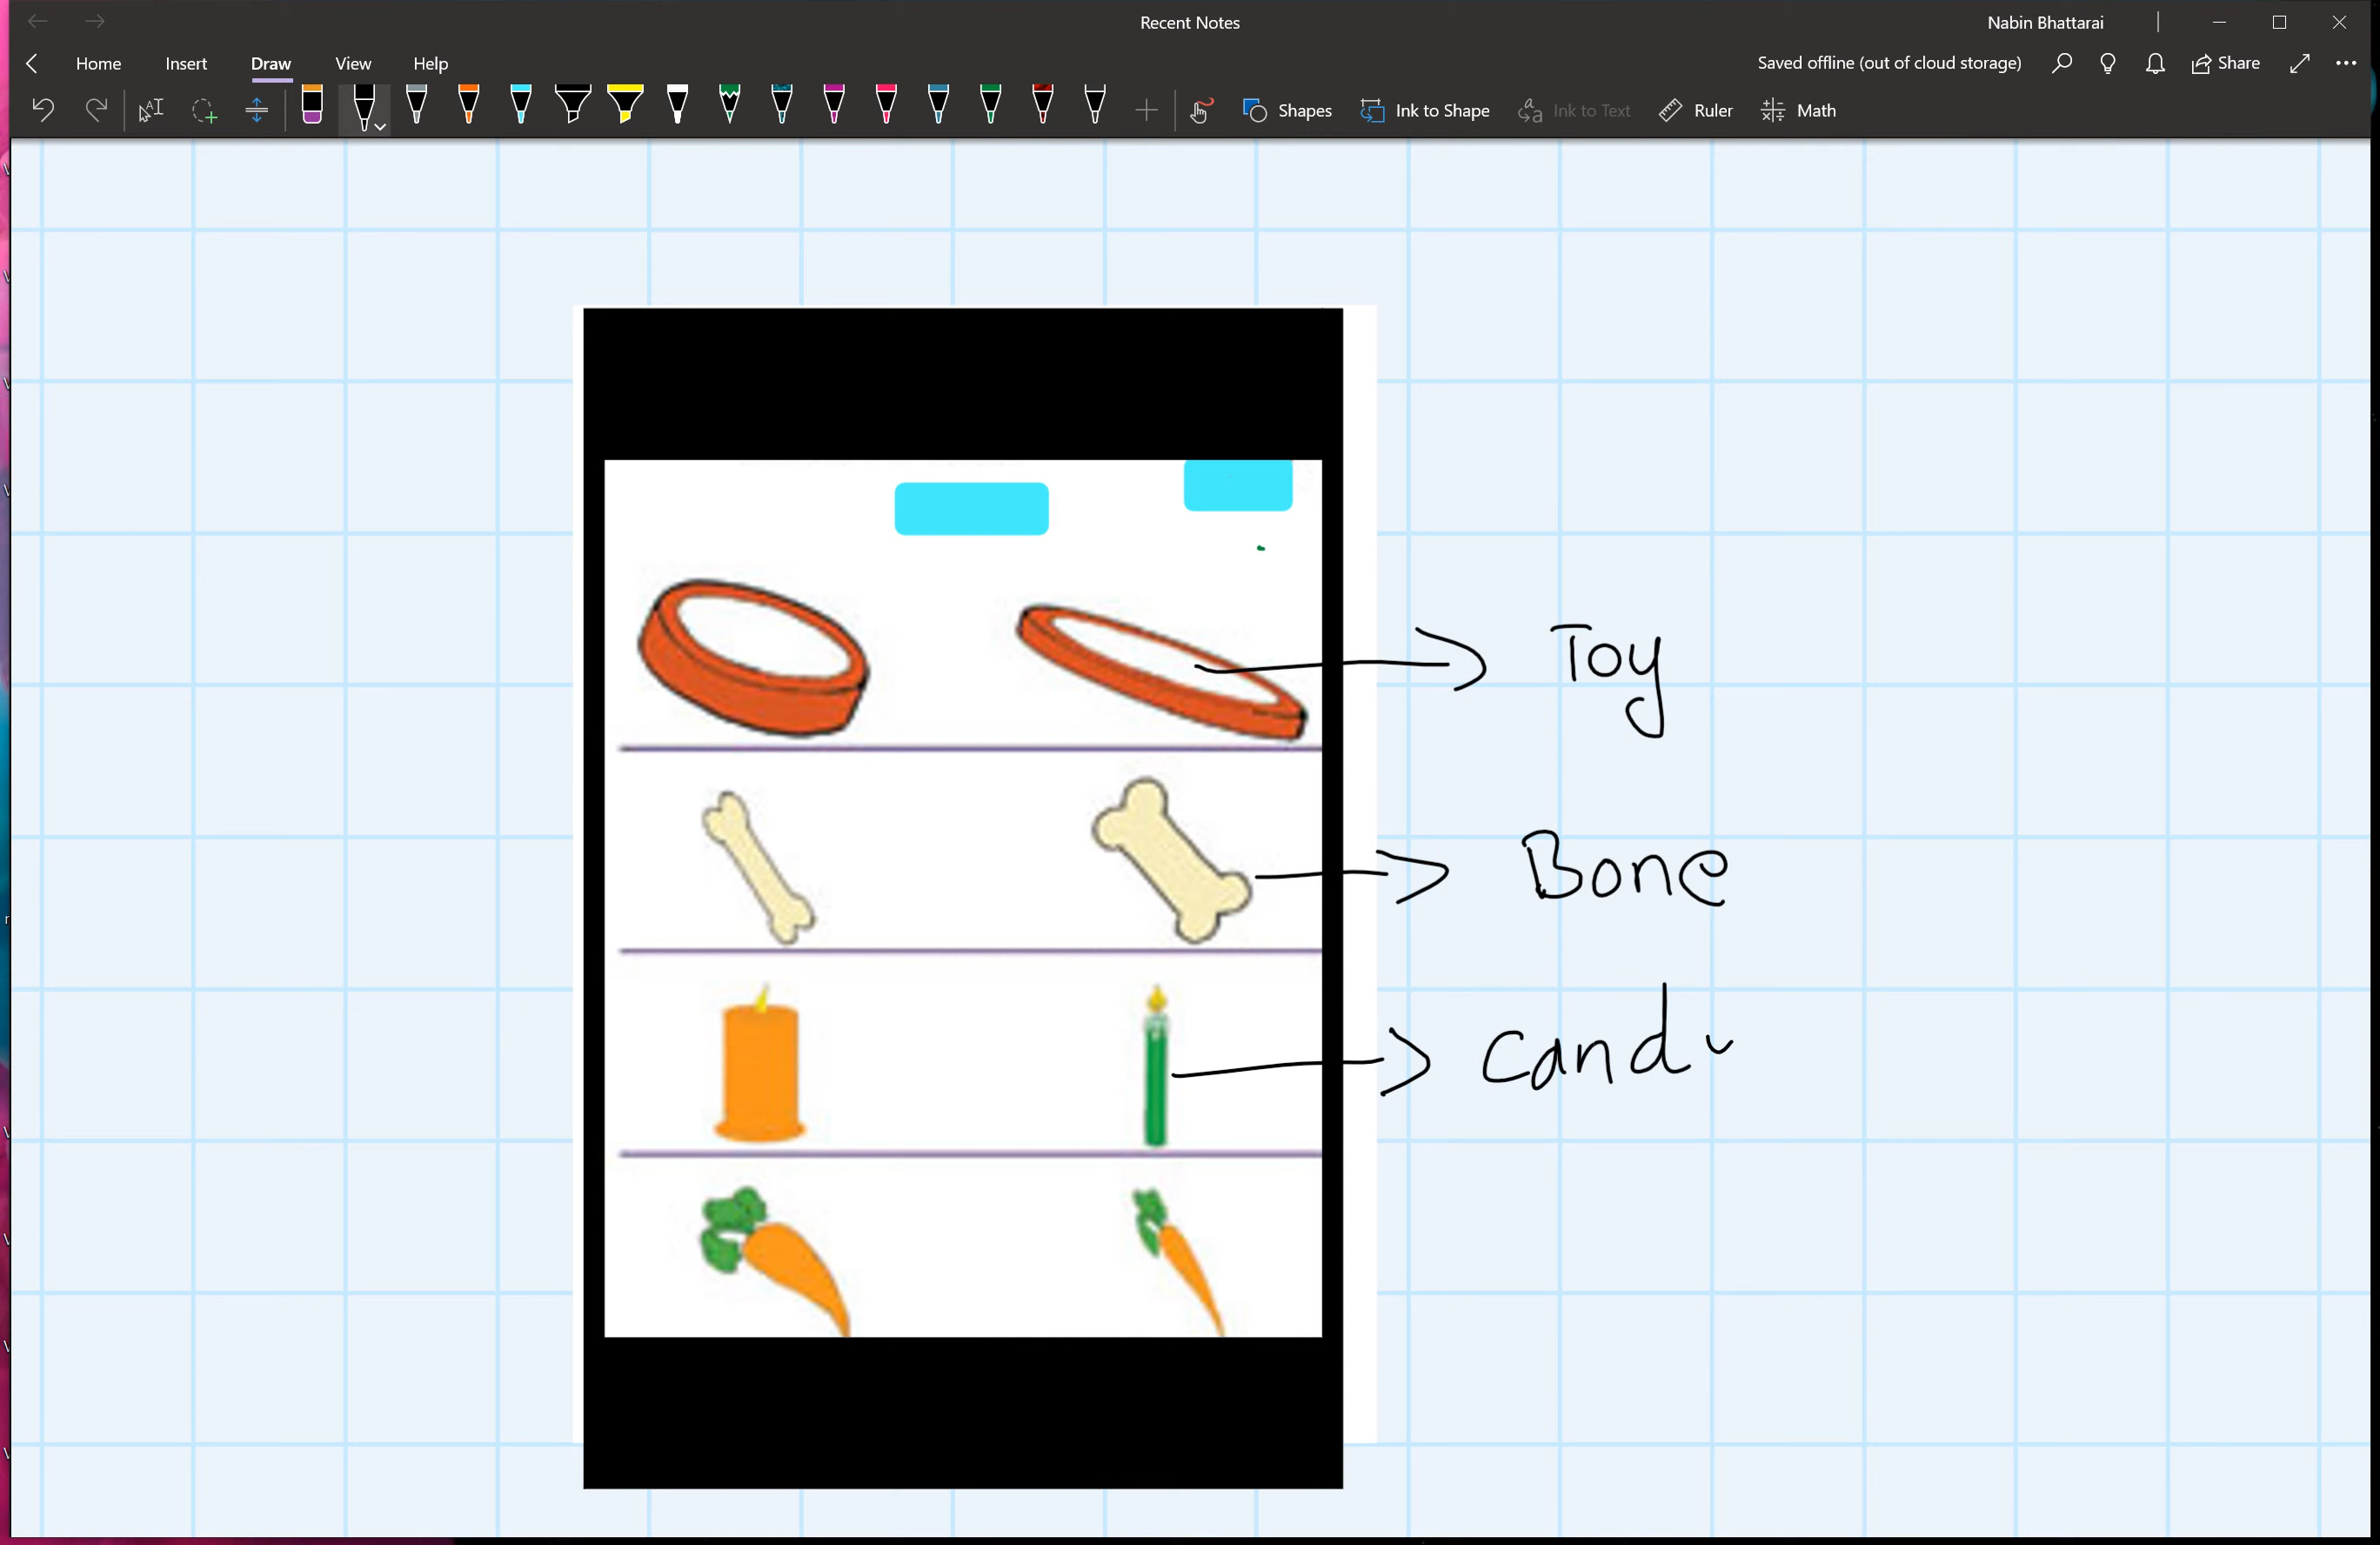 Recent Notes
Nabin Bhattarai
Home Insert Draw View Help
Saved offline (out of cloud storage)
Share
Shapes Ink to Shape Ink to Text Ruler Math
Toy
Bone
Cand